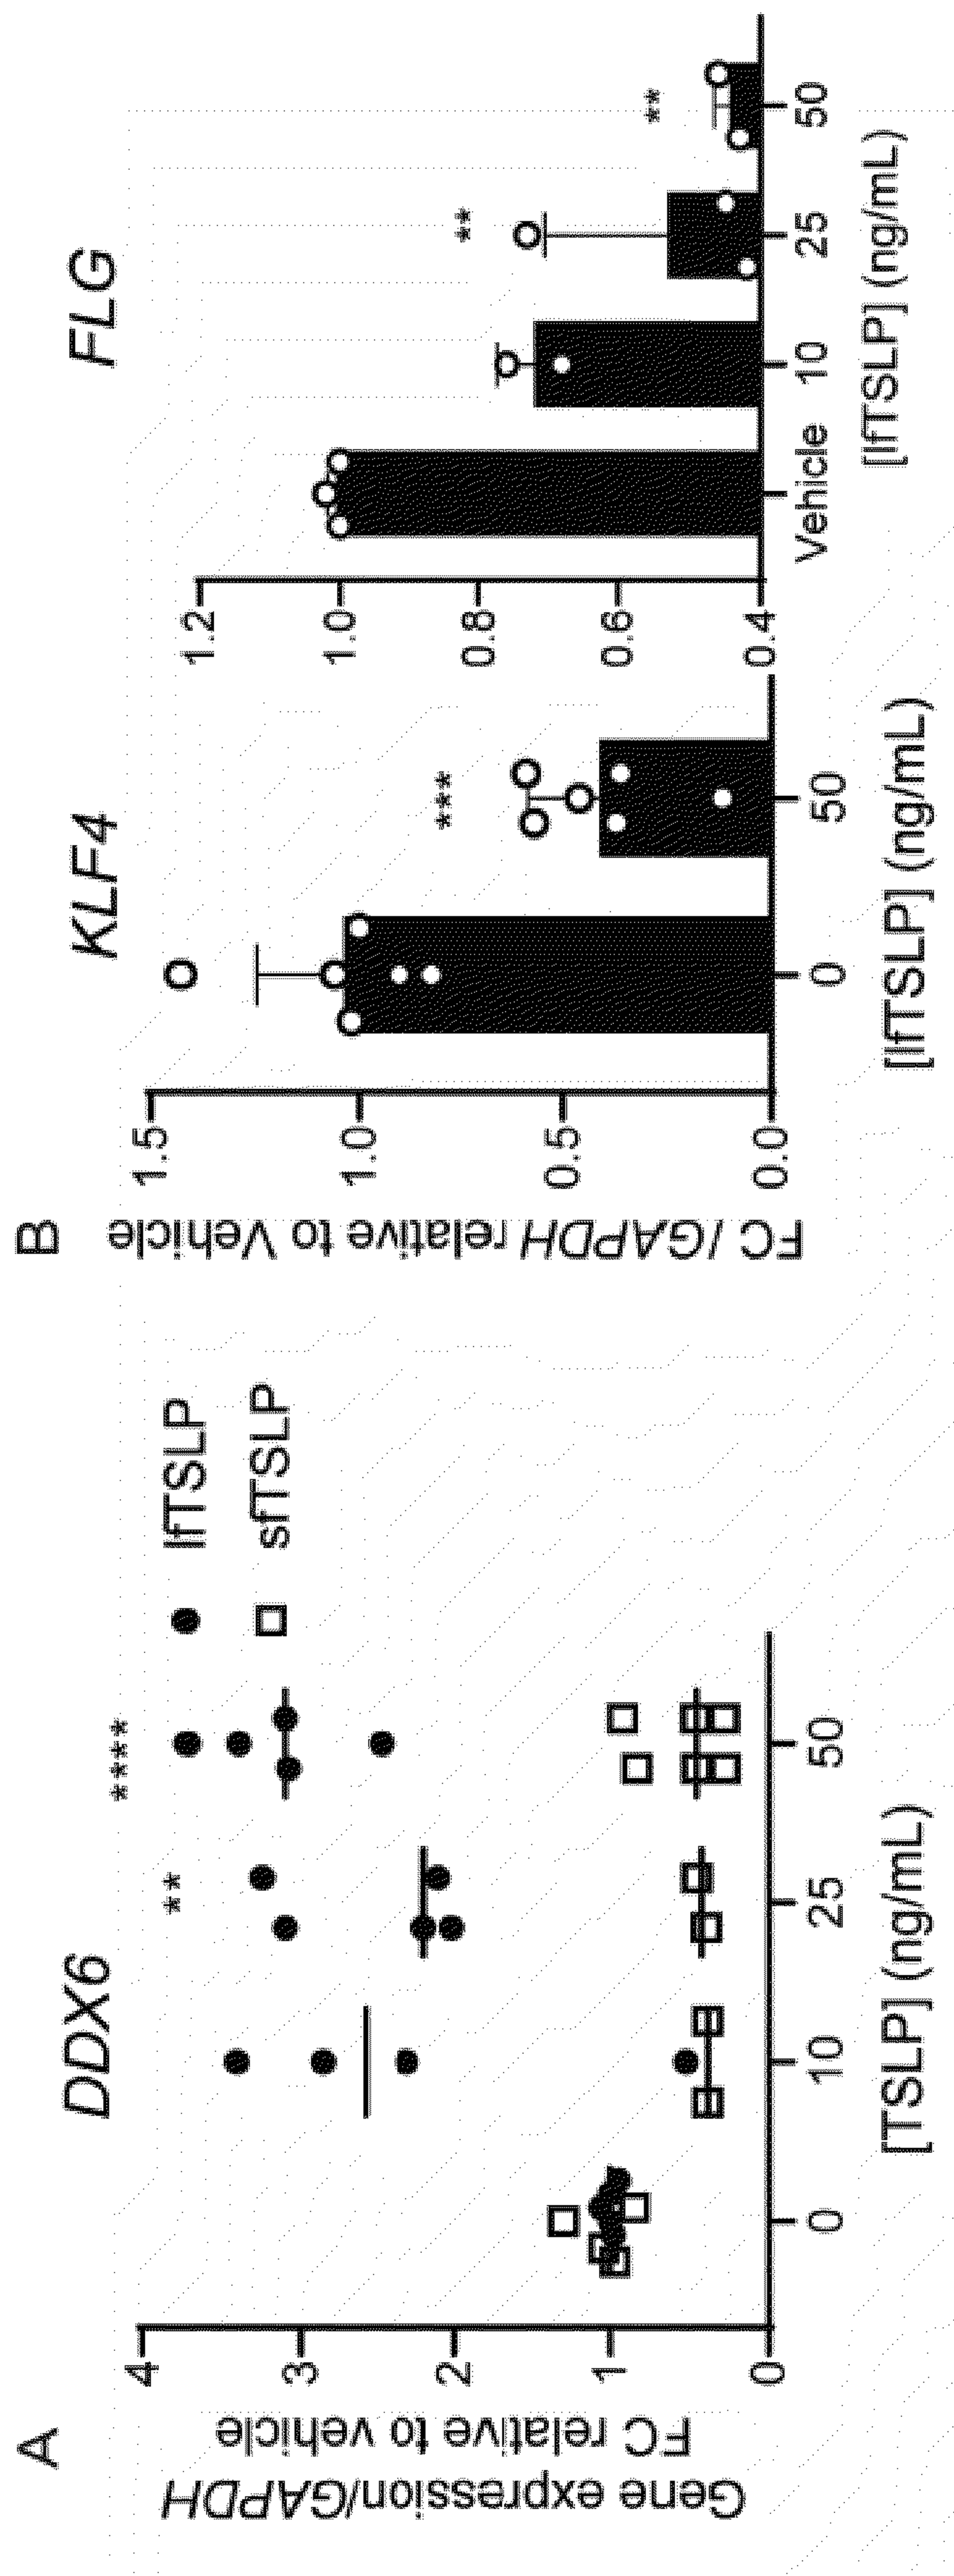 A
DDX6
Gene expression/GAPDH
FC relative to vehicle
4
3
2
1
0
**
****
lfTSLP
sfTSLP
0 10 25 50
[TSLP] (ng/mL)
B
FC / GAPDH relative to Vehicle
KLF4
1.5
1.0
0.5
0.0
***
0 50
[lfTSLP] (ng/mL)
FLG
1.2
1.0
0.8
0.6
0.4
**
**
Vehicle 10 25 50
[lfTSLP] (ng/mL)